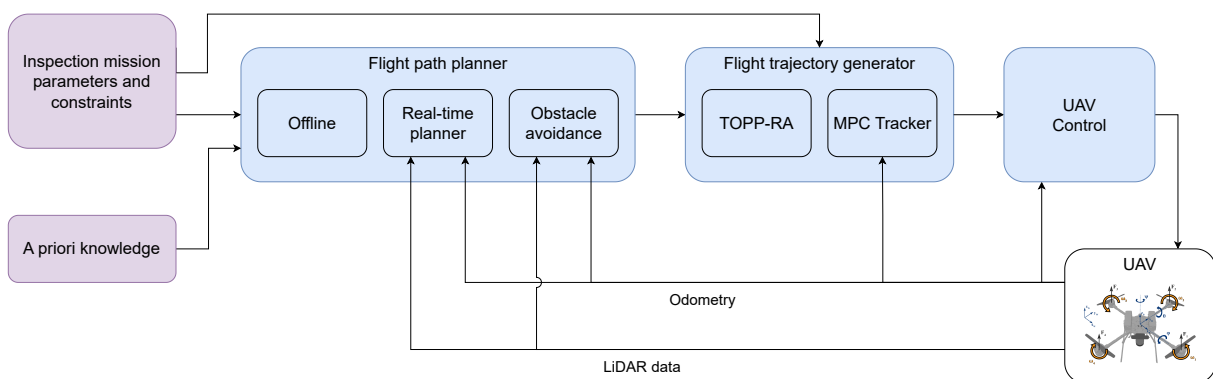 Inspection mission
parameters and
constraints
A priori knowledge
Flight path planner
Offline
Real-time
planner
Obstacle
avoidance
Flight trajectory generator
TOPP-RA
MPC Tracker
UAV
Control
UAV
Odometry
LiDAR data